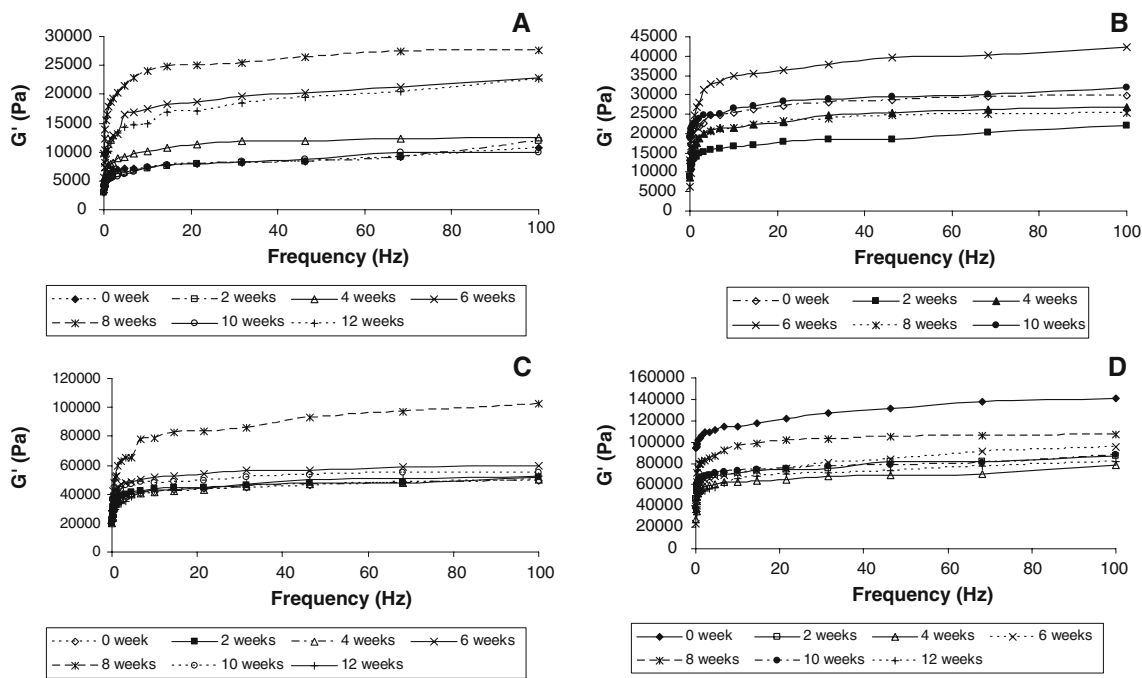 A
G' (Pa)
30000
25000
20000
15000
10000
5000
0
0 20 40 60 80 100
Frequency (Hz)
0 week 2 weeks 4 weeks 6 weeks
8 weeks 10 weeks 12 weeks
B
G' (Pa)
45000
40000
35000
30000
25000
20000
15000
10000
5000
0
0 20 40 60 80 100
Frequency (Hz)
0 week 2 weeks 4 weeks
6 weeks 8 weeks 10 weeks
C
G' (Pa)
120000
100000
80000
60000
40000
20000
0
0 20 40 60 80 100
Frequency (Hz)
0 week 2 weeks 4 weeks 6 weeks
8 weeks 10 weeks 12 weeks
D
G' (Pa)
160000
140000
120000
100000
80000
60000
40000
20000
0
0 20 40 60 80 100
Frequency (Hz)
0 week 2 weeks 4 weeks 6 weeks
8 weeks 10 weeks 12 weeks